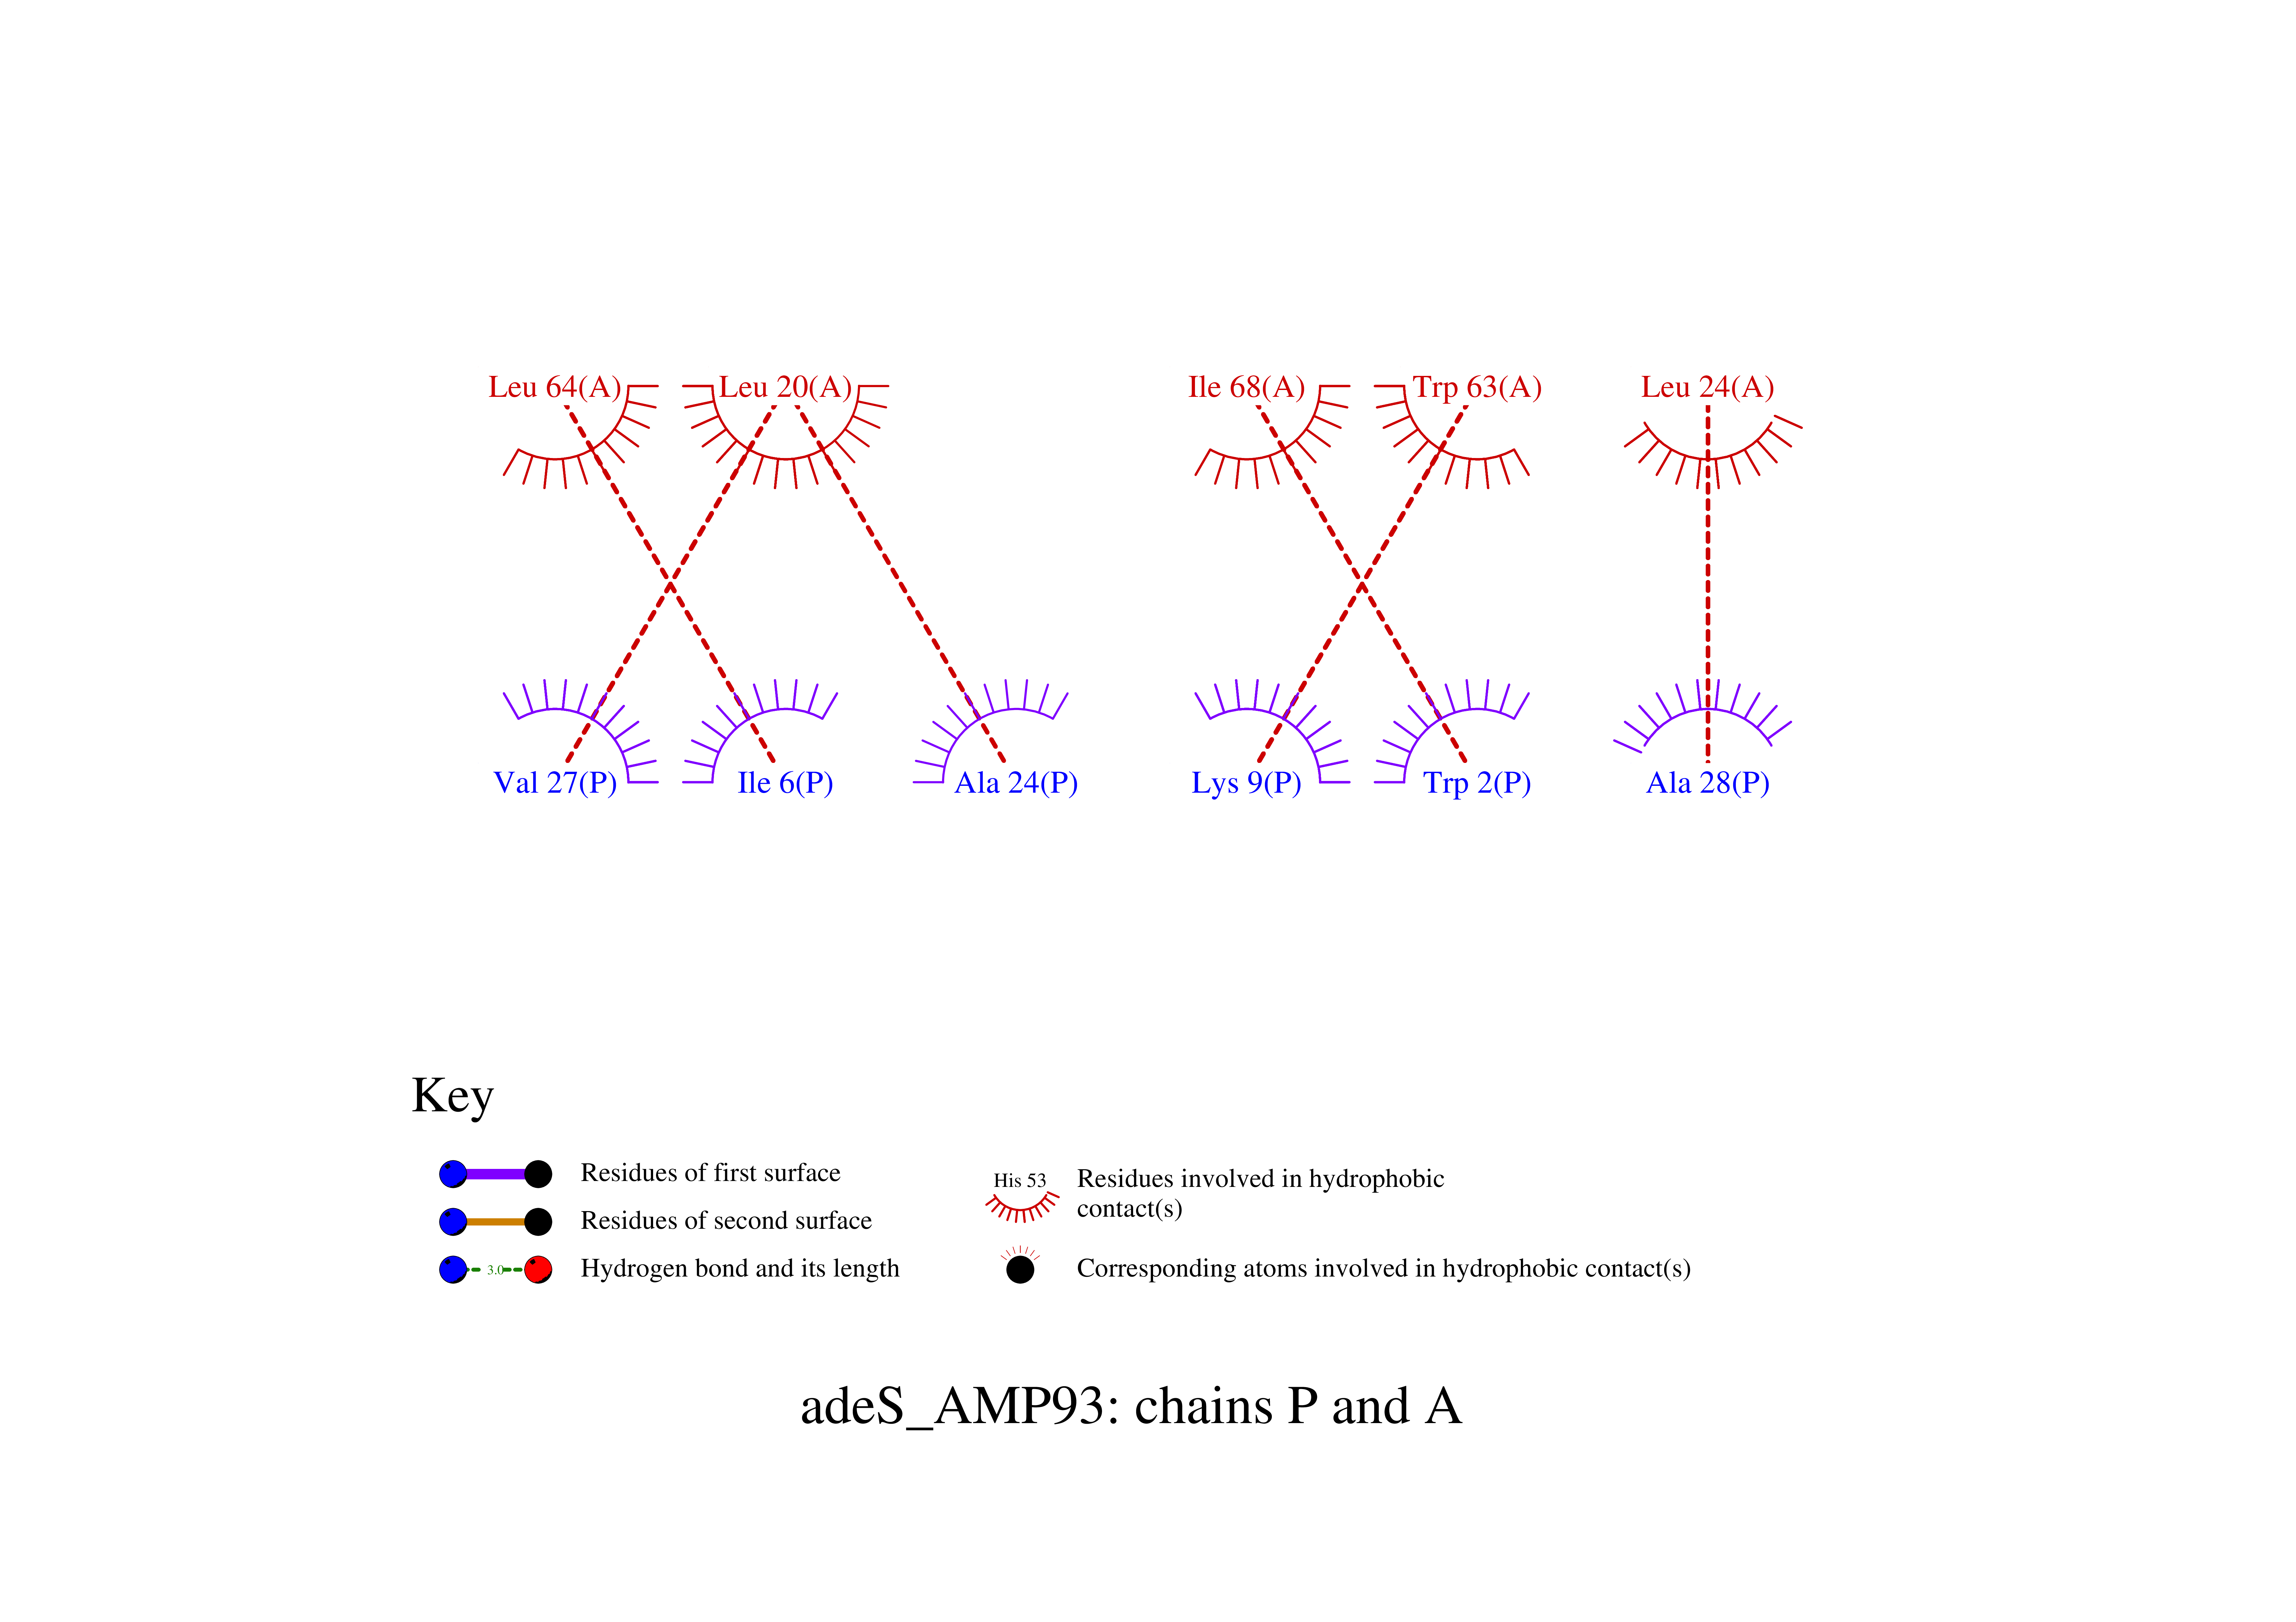 Leu 64(A) Leu 20(A) Ile 68(A) Trp 63(A) Leu 24(A)
Val 27(P) Ile 6(P) Ala 24(P) Lys 9(P) Trp 2(P) Ala 28(P)
Key
Residues of first surface
Residues of second surface
3.0 Hydrogen bond and its length
His 53 Residues involved in hydrophobic
contact(s)
Corresponding atoms involved in hydrophobic contact(s)
adeS_AMP93: chains P and A